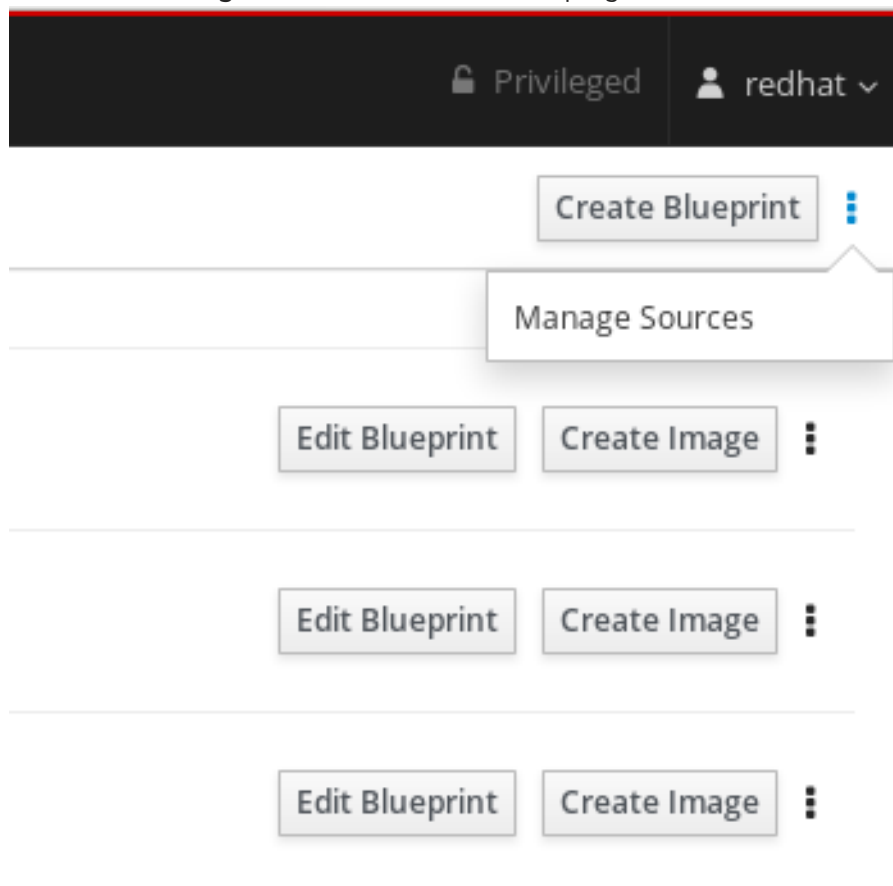 Privileged redhat
Create Blueprint
Manage Sources
Edit Blueprint Create Image
Edit Blueprint Create Image
Edit Blueprint Create Image